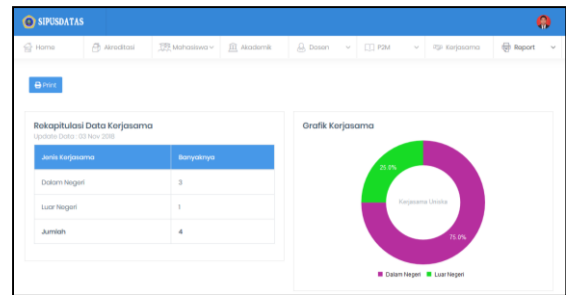 SIPUSDATAS
Home Akreditasi Mahasiswa Akademik Dosen P2M Kerjasama Report
Print
Rekapitulasi Data Kerjasama
Update Data : 03 Nov 2018
Jenis Kerjasama Banyaknya
Dalam Negeri 3
Luar Negeri 1
Jumlah 4
Grafik Kerjasama
25.0%
Kerjasama Unisla
75.0%
Dalam Negeri Luar Negeri